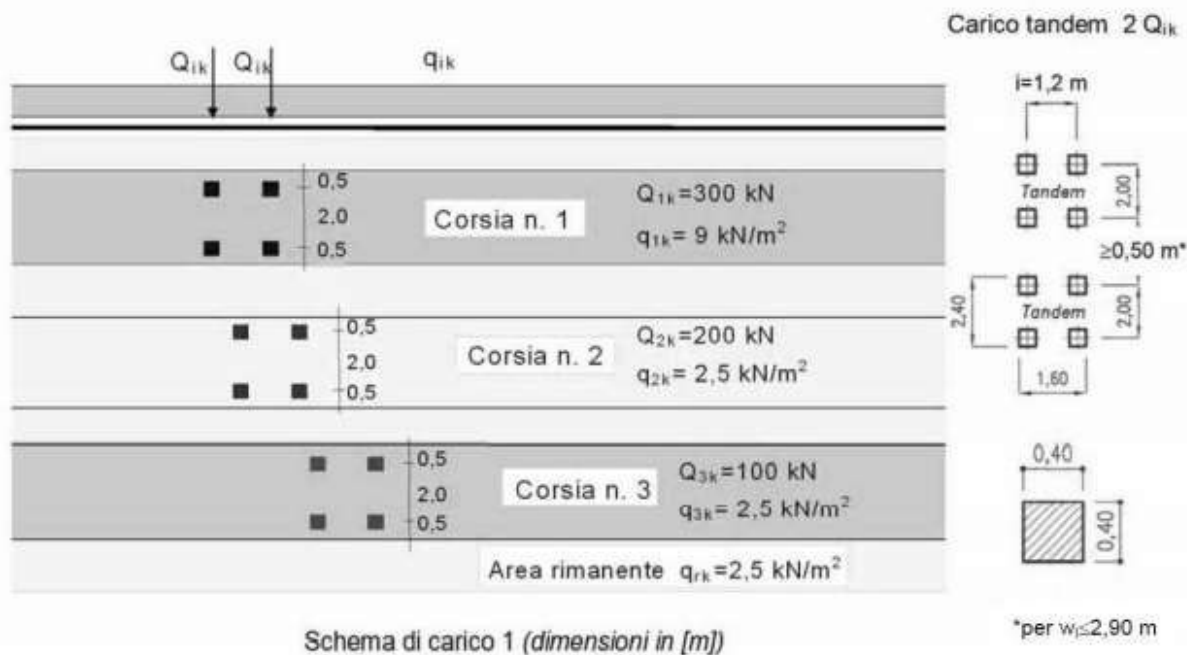 Carico tandem 2 Qik
Qik Qik qik
i=1,2 m
0.5
2.0
0.5
Corsia n. 1
Q1k=300 kN
q1k= 9 kN/m²
Tandem
2,00
≥0,50 m*
0,5
2.0
0,5
Corsia n. 2
Q2k=200 kN
q2k= 2,5 kN/m²
2,40
Tandem
2,00
1,60
0,5
2.0
0,5
Corsia n. 3
Q3k=100 kN
q3k= 2,5 kN/m²
0,40
0,40
Area rimanente qrk=2,5 kN/m²
Schema di carico 1 (dimensioni in [m])
*per wl≤2,90 m